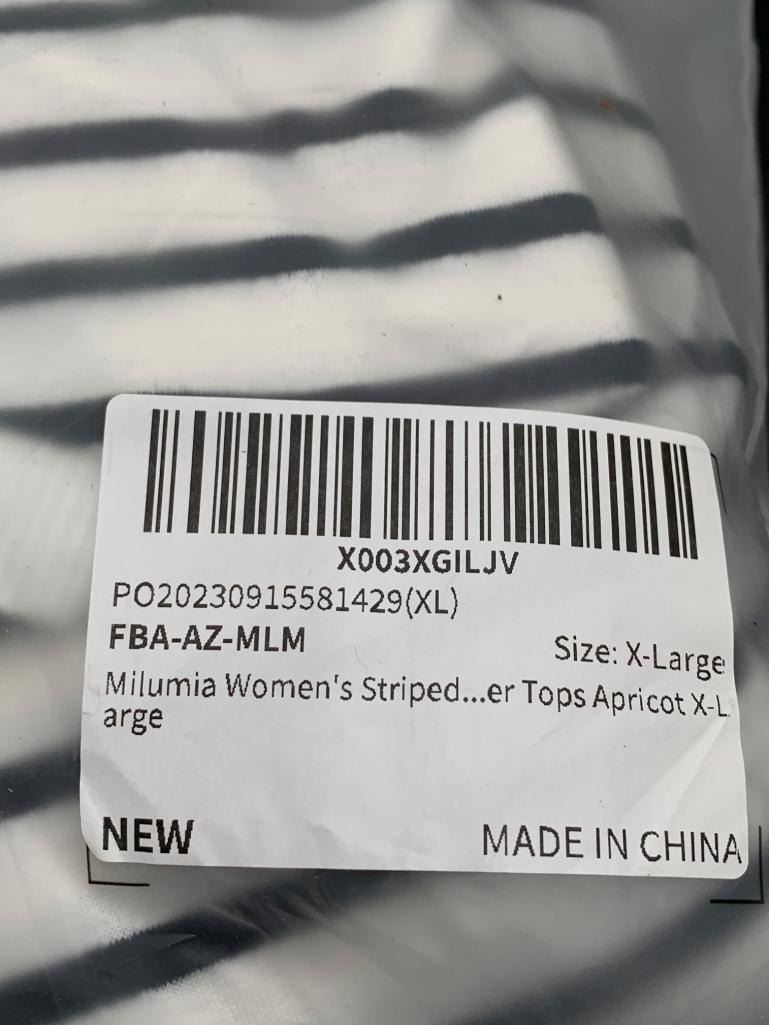 X003XGILJV
PO20230915581429(XL)
FBA-AZ-MLM
Size: X-Large
Milumia Women's Striped...er Tops Apricot X-L
arge
NEW
MADE IN CHINA